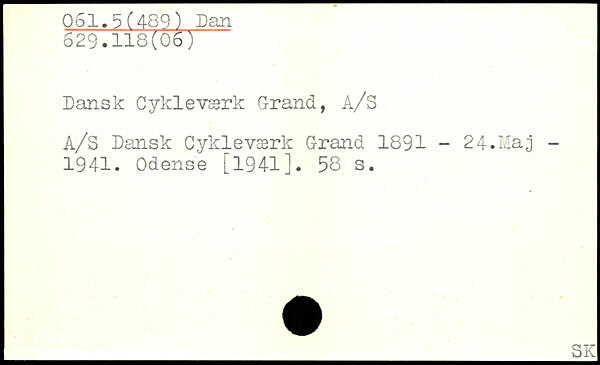 061.5(489) Dan
629.118(06)
Dansk Cykleværk Grand, A/S
A/S Dansk Cykleværk Grand 1891 - 24.Maj -
1941. Odense [1941]. 58 s.
SK